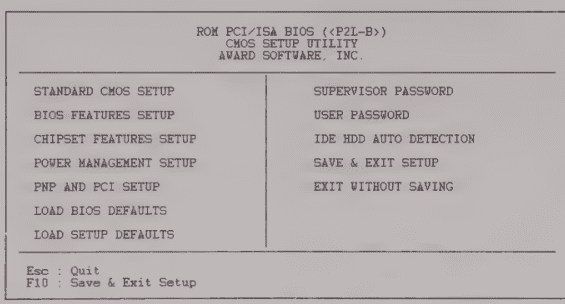 ROM PCI/ISA BIOS (<P2L-B>)
CMOS SETUP UTILITY
AWARD SOFTWARE, INC.
STANDARD CMOS SETUP
BIOS FEATURES SETUP
CHIPSET FEATURES SETUP
POWER MANAGEMENT SETUP
PNP AND PCI SETUP
LOAD BIOS DEFAULTS
LOAD SETUP DEFAULTS
SUPERVISOR PASSWORD
USER PASSWORD
IDE HDD AUTO DETECTION
SAVE & EXIT SETUP
EXIT WITHOUT SAVING
Esc : Quit
F10 : Save & Exit Setup